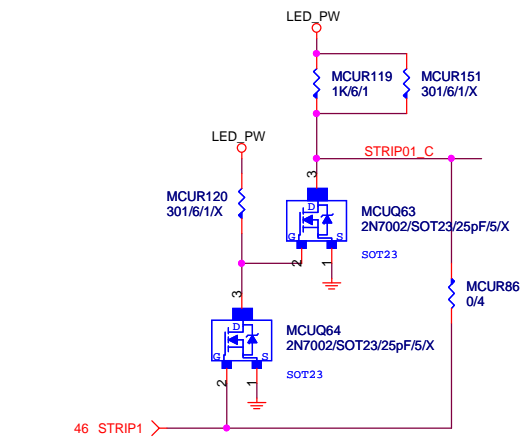 LED_PW
MCUR119
1K/6/1
MCUR151
301/6/1/X
STRIP01_C
LED_PW
3
MCUR120
301/6/1/X
D
G
S
MCUQ63
2N7002/SOT23/25pF/5/X
SOT23
2
1
MCUR86
0/4
3
D
G
S
MCUQ64
2N7002/SOT23/25pF/5/X
SOT23
2
1
46 STRIP1